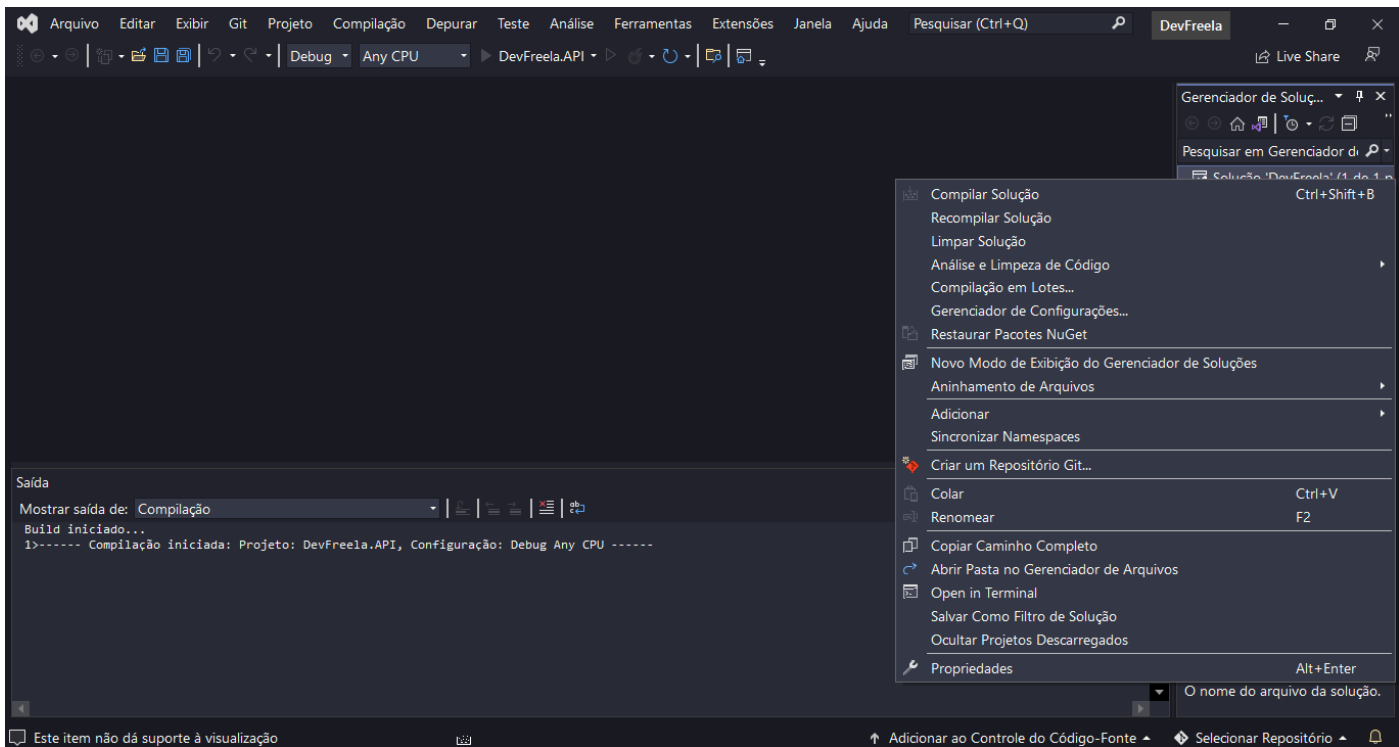 Arquivo Editar Exibir Git Projeto Compilação Depurar Teste Análise Ferramentas Extensões Janela Ajuda Pesquisar (Ctrl+Q) DevFreela
Debug Any CPU DevFreela.API Live Share
Gerenciador de Soluç...
Pesquisar em Gerenciador d
Solução 'DevFreela' (1 de 1 p
Compilar Solução Ctrl+Shift+B
Recompilar Solução
Limpar Solução
Análise e Limpeza de Código
Compilação em Lotes...
Gerenciador de Configurações...
Restaurar Pacotes NuGet
Novo Modo de Exibição do Gerenciador de Soluções
Aninhamento de Arquivos
Adicionar
Sincronizar Namespaces
Criar um Repositório Git...
Colar Ctrl+V
Renomear F2
Copiar Caminho Completo
Abrir Pasta no Gerenciador de Arquivos
Open in Terminal
Salvar Como Filtro de Solução
Ocultar Projetos Descarregados
Propriedades Alt+Enter
O nome do arquivo da solução.
Saída
Mostrar saída de: Compilação
Build iniciado...
1>------ Compilação iniciada: Projeto: DevFreela.API, Configuração: Debug Any CPU ------
Este item não dá suporte à visualização Adicionar ao Controle do Código-Fonte Selecionar Repositório